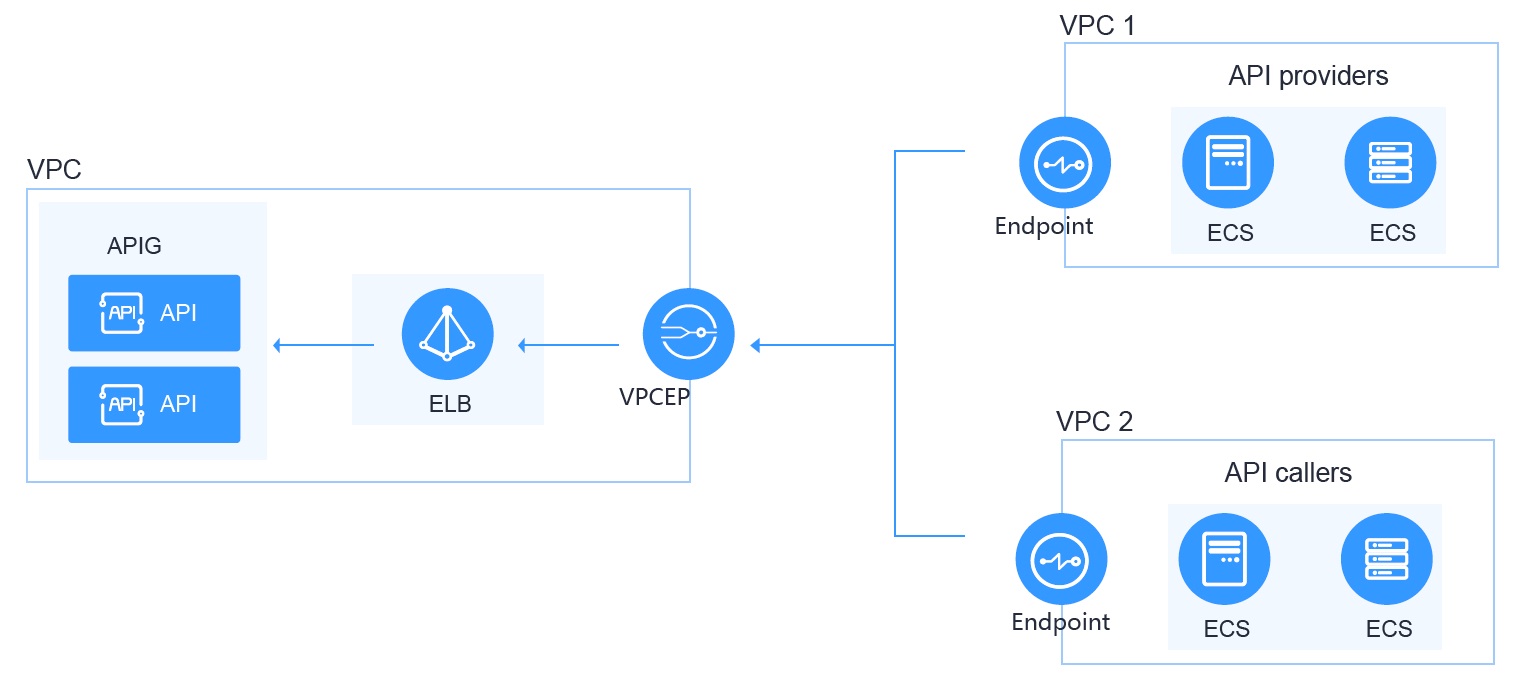 VPC
APIG
API API
API API
ELB
VPCEP
VPC 1
API providers
Endpoint
ECS
ECS
VPC 2
API callers
Endpoint
ECS
ECS